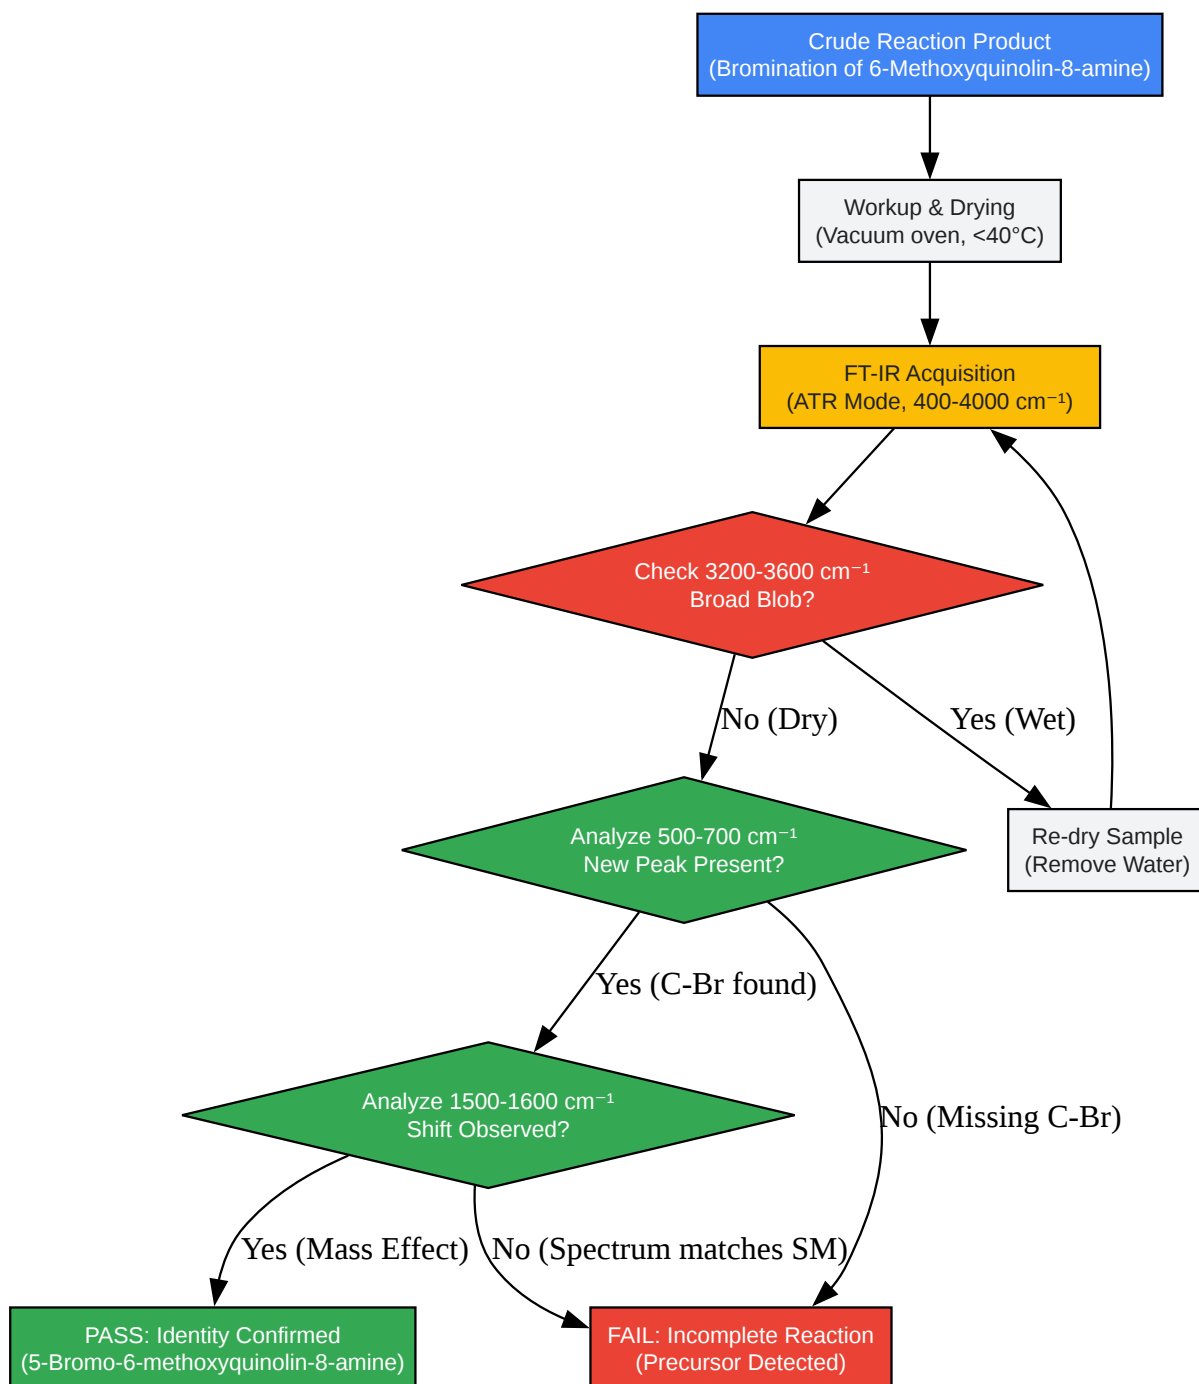 Crude Reaction Product
(Bromination of 6-Methoxyquinolin-8-amine)
Workup & Drying
(Vacuum oven, <40°C)
FT-IR Acquisition
(ATR Mode, 400-4000 cm⁻¹)
Check 3200-3600 cm⁻¹
Broad Blob?
No (Dry)
Yes (Wet)
Analyze 500-700 cm⁻¹
New Peak Present?
Re-dry Sample
(Remove Water)
Yes (C-Br found)
Analyze 1500-1600 cm⁻¹
Shift Observed?
No (Missing C-Br)
Yes (Mass Effect)
No (Spectrum matches SM)
PASS: Identity Confirmed
(5-Bromo-6-methoxyquinolin-8-amine)
FAIL: Incomplete Reaction
(Precursor Detected)